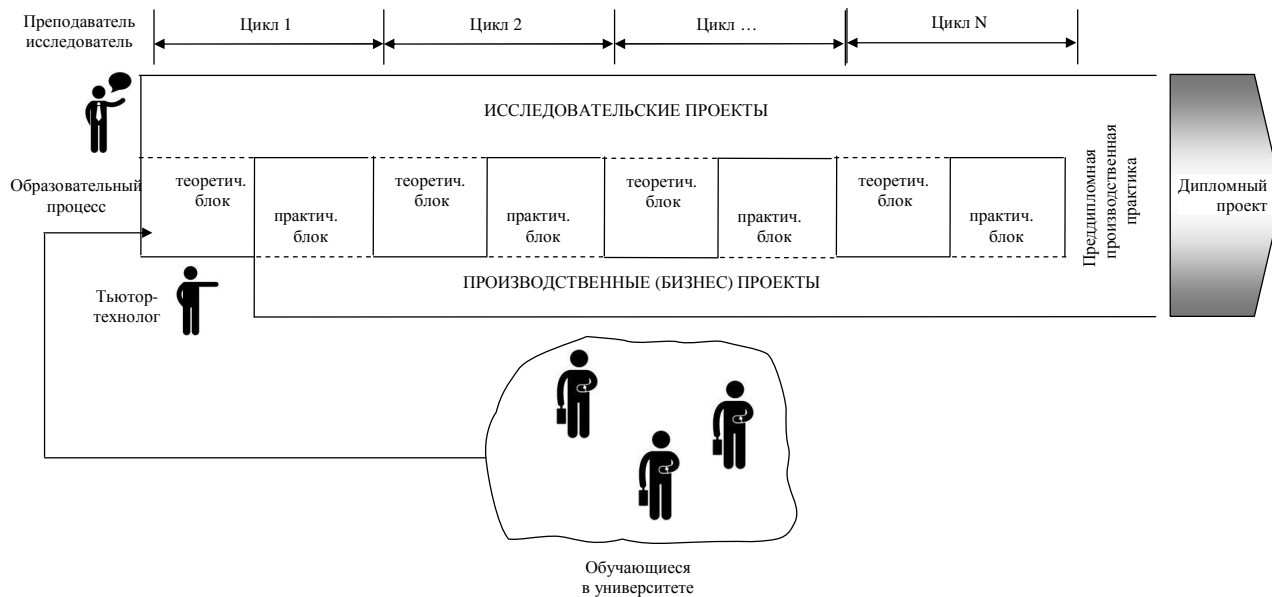 Преподаватель
исследователь
Цикл 1
Цикл 2
Цикл …
Цикл N
ИССЛЕДОВАТЕЛЬСКИЕ ПРОЕКТЫ
Образовательный
процесс
теоретич.
блок
практич.
блок
теоретич.
блок
практич.
блок
теоретич.
блок
практич.
блок
теоретич.
блок
практич.
блок
Преддипломная
производственная
практика
Дипломный
проект
Тьютор-
технолог
ПРОИЗВОДСТВЕННЫЕ (БИЗНЕС) ПРОЕКТЫ
Обучающиеся
в университете